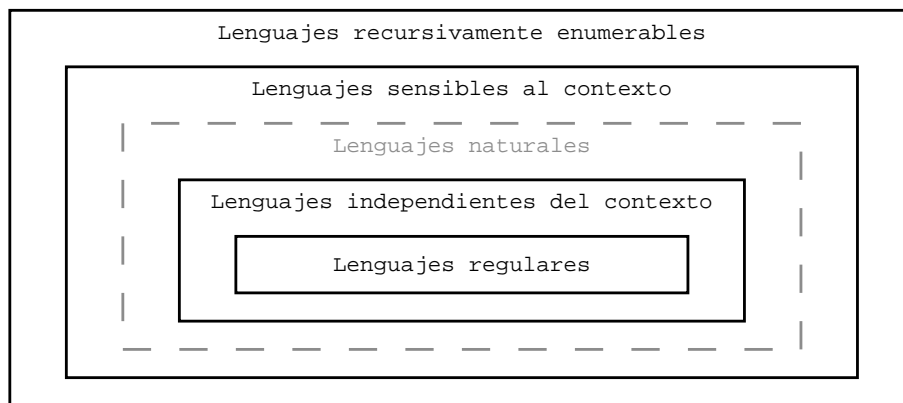 Lenguajes recursivamente enumerables
Lenguajes sensibles al contexto
Lenguajes naturales
Lenguajes independientes del contexto
Lenguajes regulares